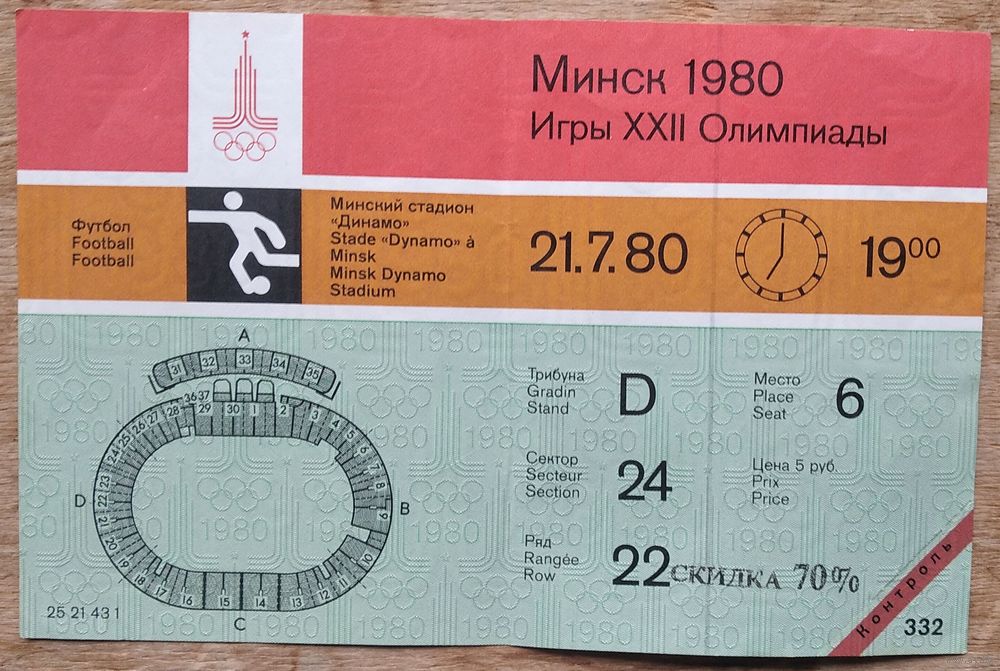 Минск 1980
Игры XXII Олимпиады
Футбол
Football
Football
Минский стадион
«Динамо»
Stade «Dynamo» à
Minsk
Minsk Dynamo
Stadium
21.7.80
19⁰⁰
Трибуна
Gradin
Stand
D
Место
Place
Seat
6
Сектор
Secteur
Section
24
Цена 5 руб.
Prix
Price
Ряд
Rangée
Row
22
СКИДКА 70%
A
31 32 33 34 35
36 37
29 30 1 2 3 4 5 6 7 8 9
28 27 26 25 24 23 22 21 20 19 18 17 16 15 14 13 12 11 10
D
B
C
25 21 43 1
Контроль
332
1980